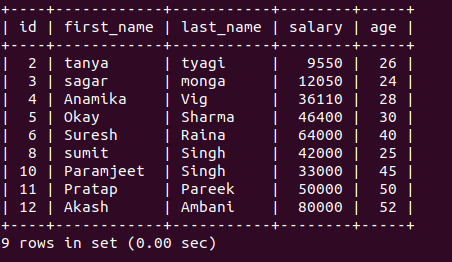 +----+------------+-----------+--------+-----+
| id | first_name | last_name | salary | age |
+----+------------+-----------+--------+-----+
|  2 | tanya      | tyagi     |   9550 |  26 |
|  3 | sagar      | monga     |  12050 |  24 |
|  4 | Anamika    | Vig       |  36110 |  28 |
|  5 | Okay       | Sharma    |  46400 |  30 |
|  6 | Suresh     | Raina     |  64000 |  40 |
|  8 | sumit      | Singh     |  42000 |  25 |
| 10 | Paramjeet  | Singh     |  33000 |  45 |
| 11 | Pratap     | Pareek    |  50000 |  50 |
| 12 | Akash      | Ambani    |  80000 |  52 |
+----+------------+-----------+--------+-----+
9 rows in set (0.00 sec)